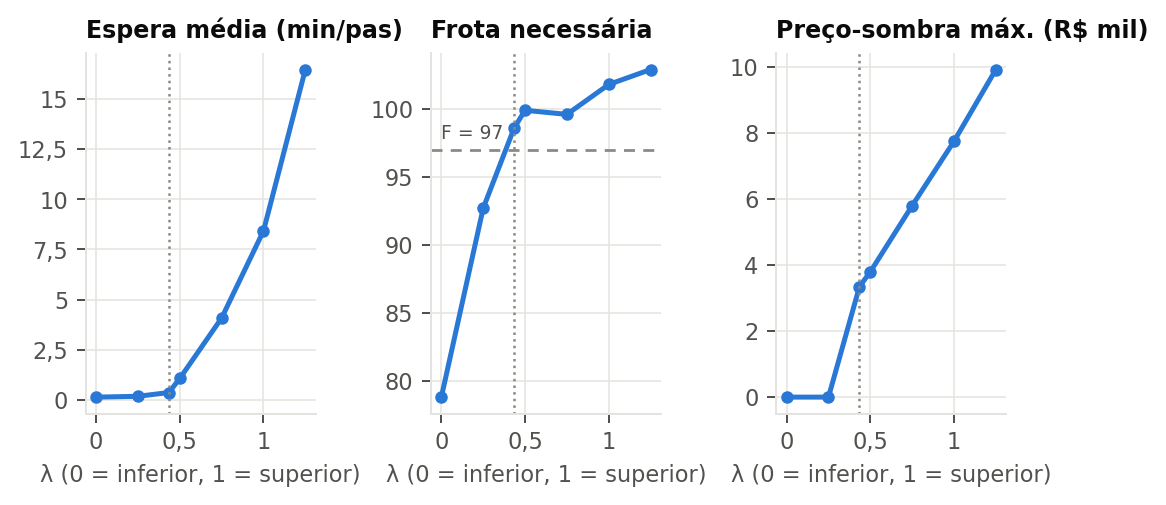 Espera média (min/pas)
15
12,5
10
7,5
5
2,5
0
0 0,5 1
λ (0 = inferior, 1 = superior)
Frota necessária
100
95
90
85
80
F = 97
0 0,5 1
λ (0 = inferior, 1 = superior)
Preço-sombra máx. (R$ mil)
10
8
6
4
2
0
0 0,5 1
λ (0 = inferior, 1 = superior)